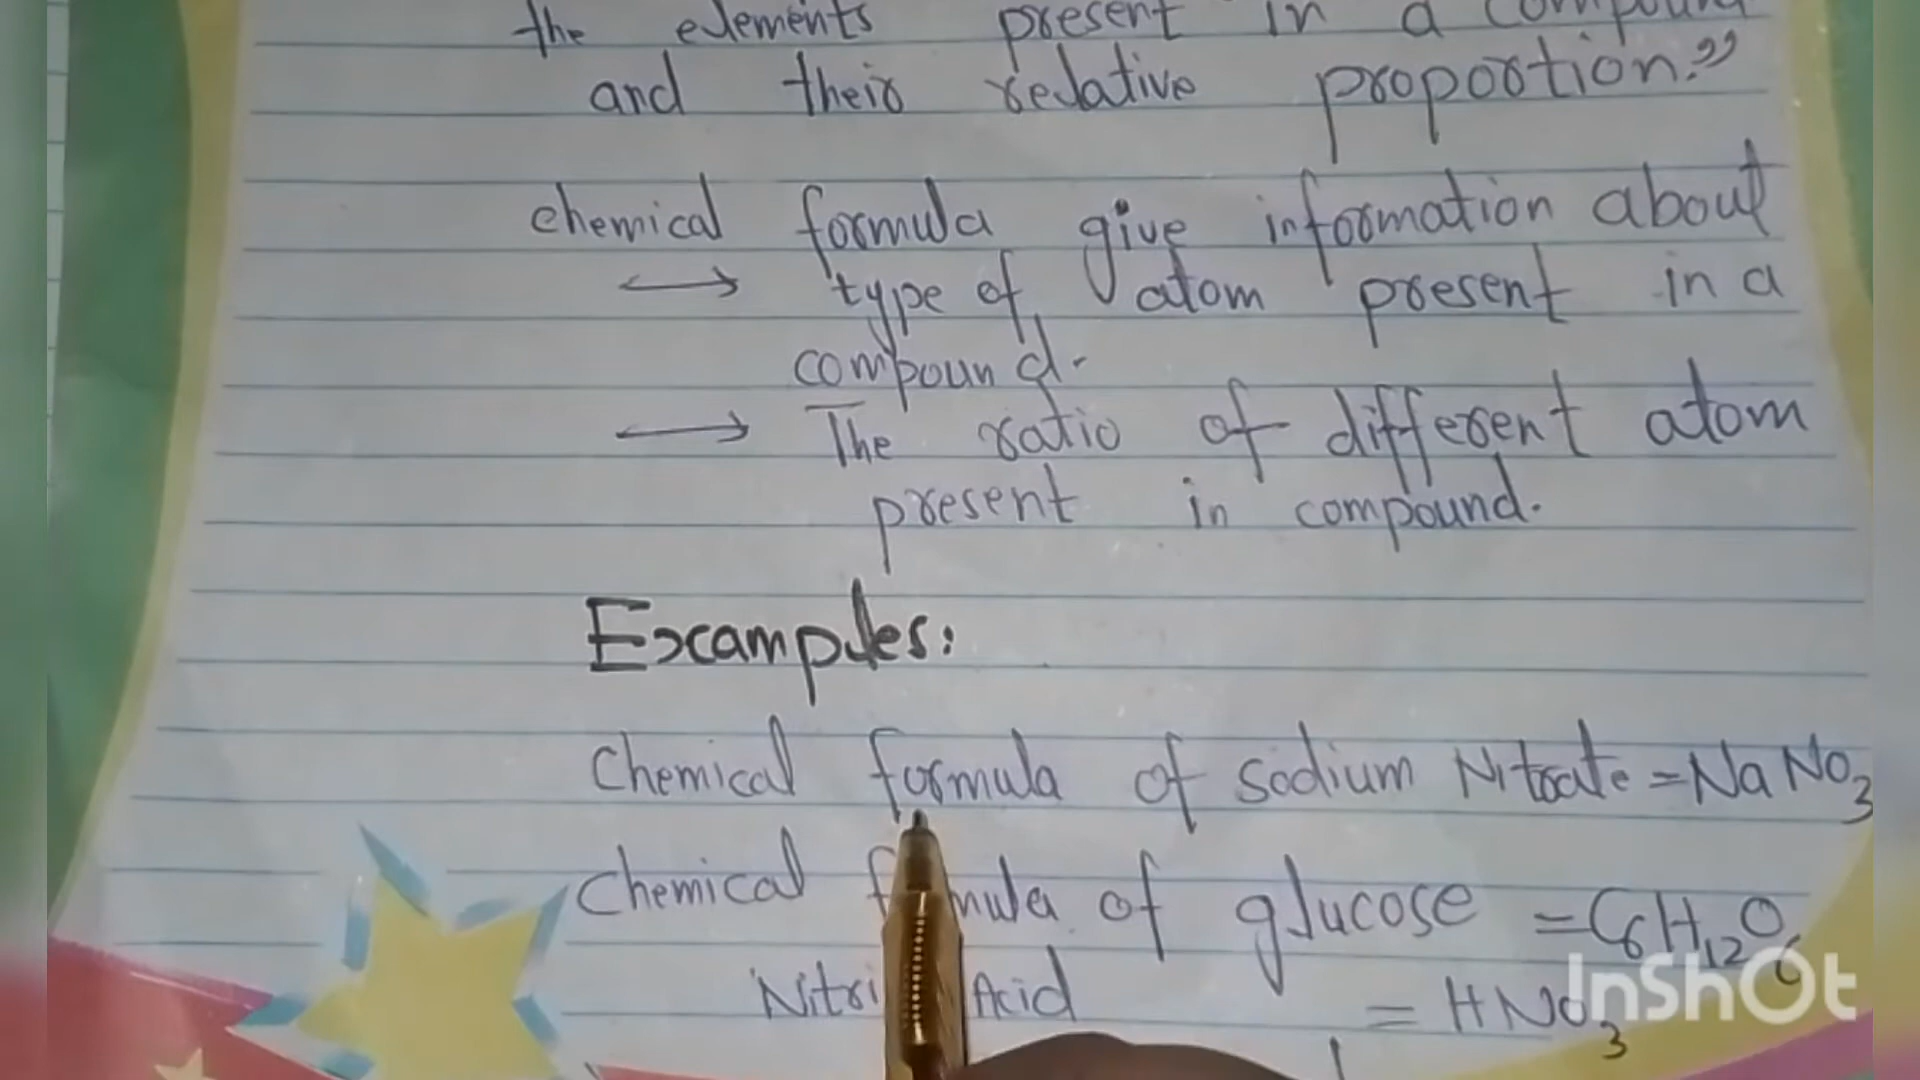 the elements present in a compound
and their relative proportion."
chemical formula give information about
→ type of atom present in a
compound.
→ The ratio of different atom
present in compound.
Examples:
Chemical formula of sodium Nitrate = NaNO3
Chemical of glucose = C6H12O6
Acid = HNO3
InShOt